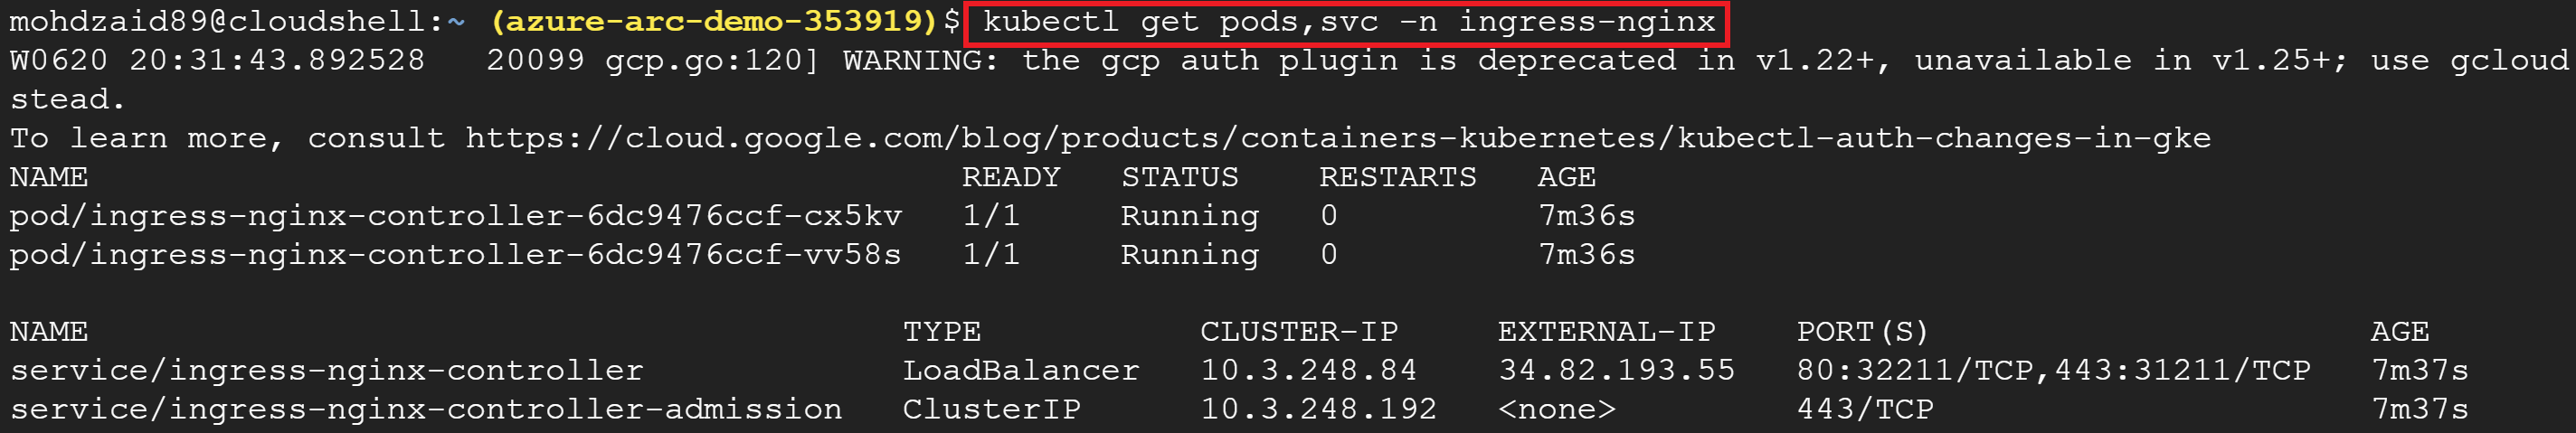 mohdzaid89@cloudshell:~ (azure-arc-demo-353919)$ kubectl get pods,svc -n ingress-nginx
W0620 20:31:43.892528   20099 gcp.go:120] WARNING: the gcp auth plugin is deprecated in v1.22+, unavailable in v1.25+; use gcloud
stead.
To learn more, consult https://cloud.google.com/blog/products/containers-kubernetes/kubectl-auth-changes-in-gke
NAME                                            READY   STATUS    RESTARTS   AGE
pod/ingress-nginx-controller-6dc9476ccf-cx5kv   1/1     Running   0          7m36s
pod/ingress-nginx-controller-6dc9476ccf-vv58s   1/1     Running   0          7m36s
NAME                                         TYPE           CLUSTER-IP     EXTERNAL-IP    PORT(S)                      AGE
service/ingress-nginx-controller             LoadBalancer   10.3.248.84    34.82.193.55   80:32211/TCP,443:31211/TCP   7m37s
service/ingress-nginx-controller-admission   ClusterIP      10.3.248.192   <none>         443/TCP                      7m37s